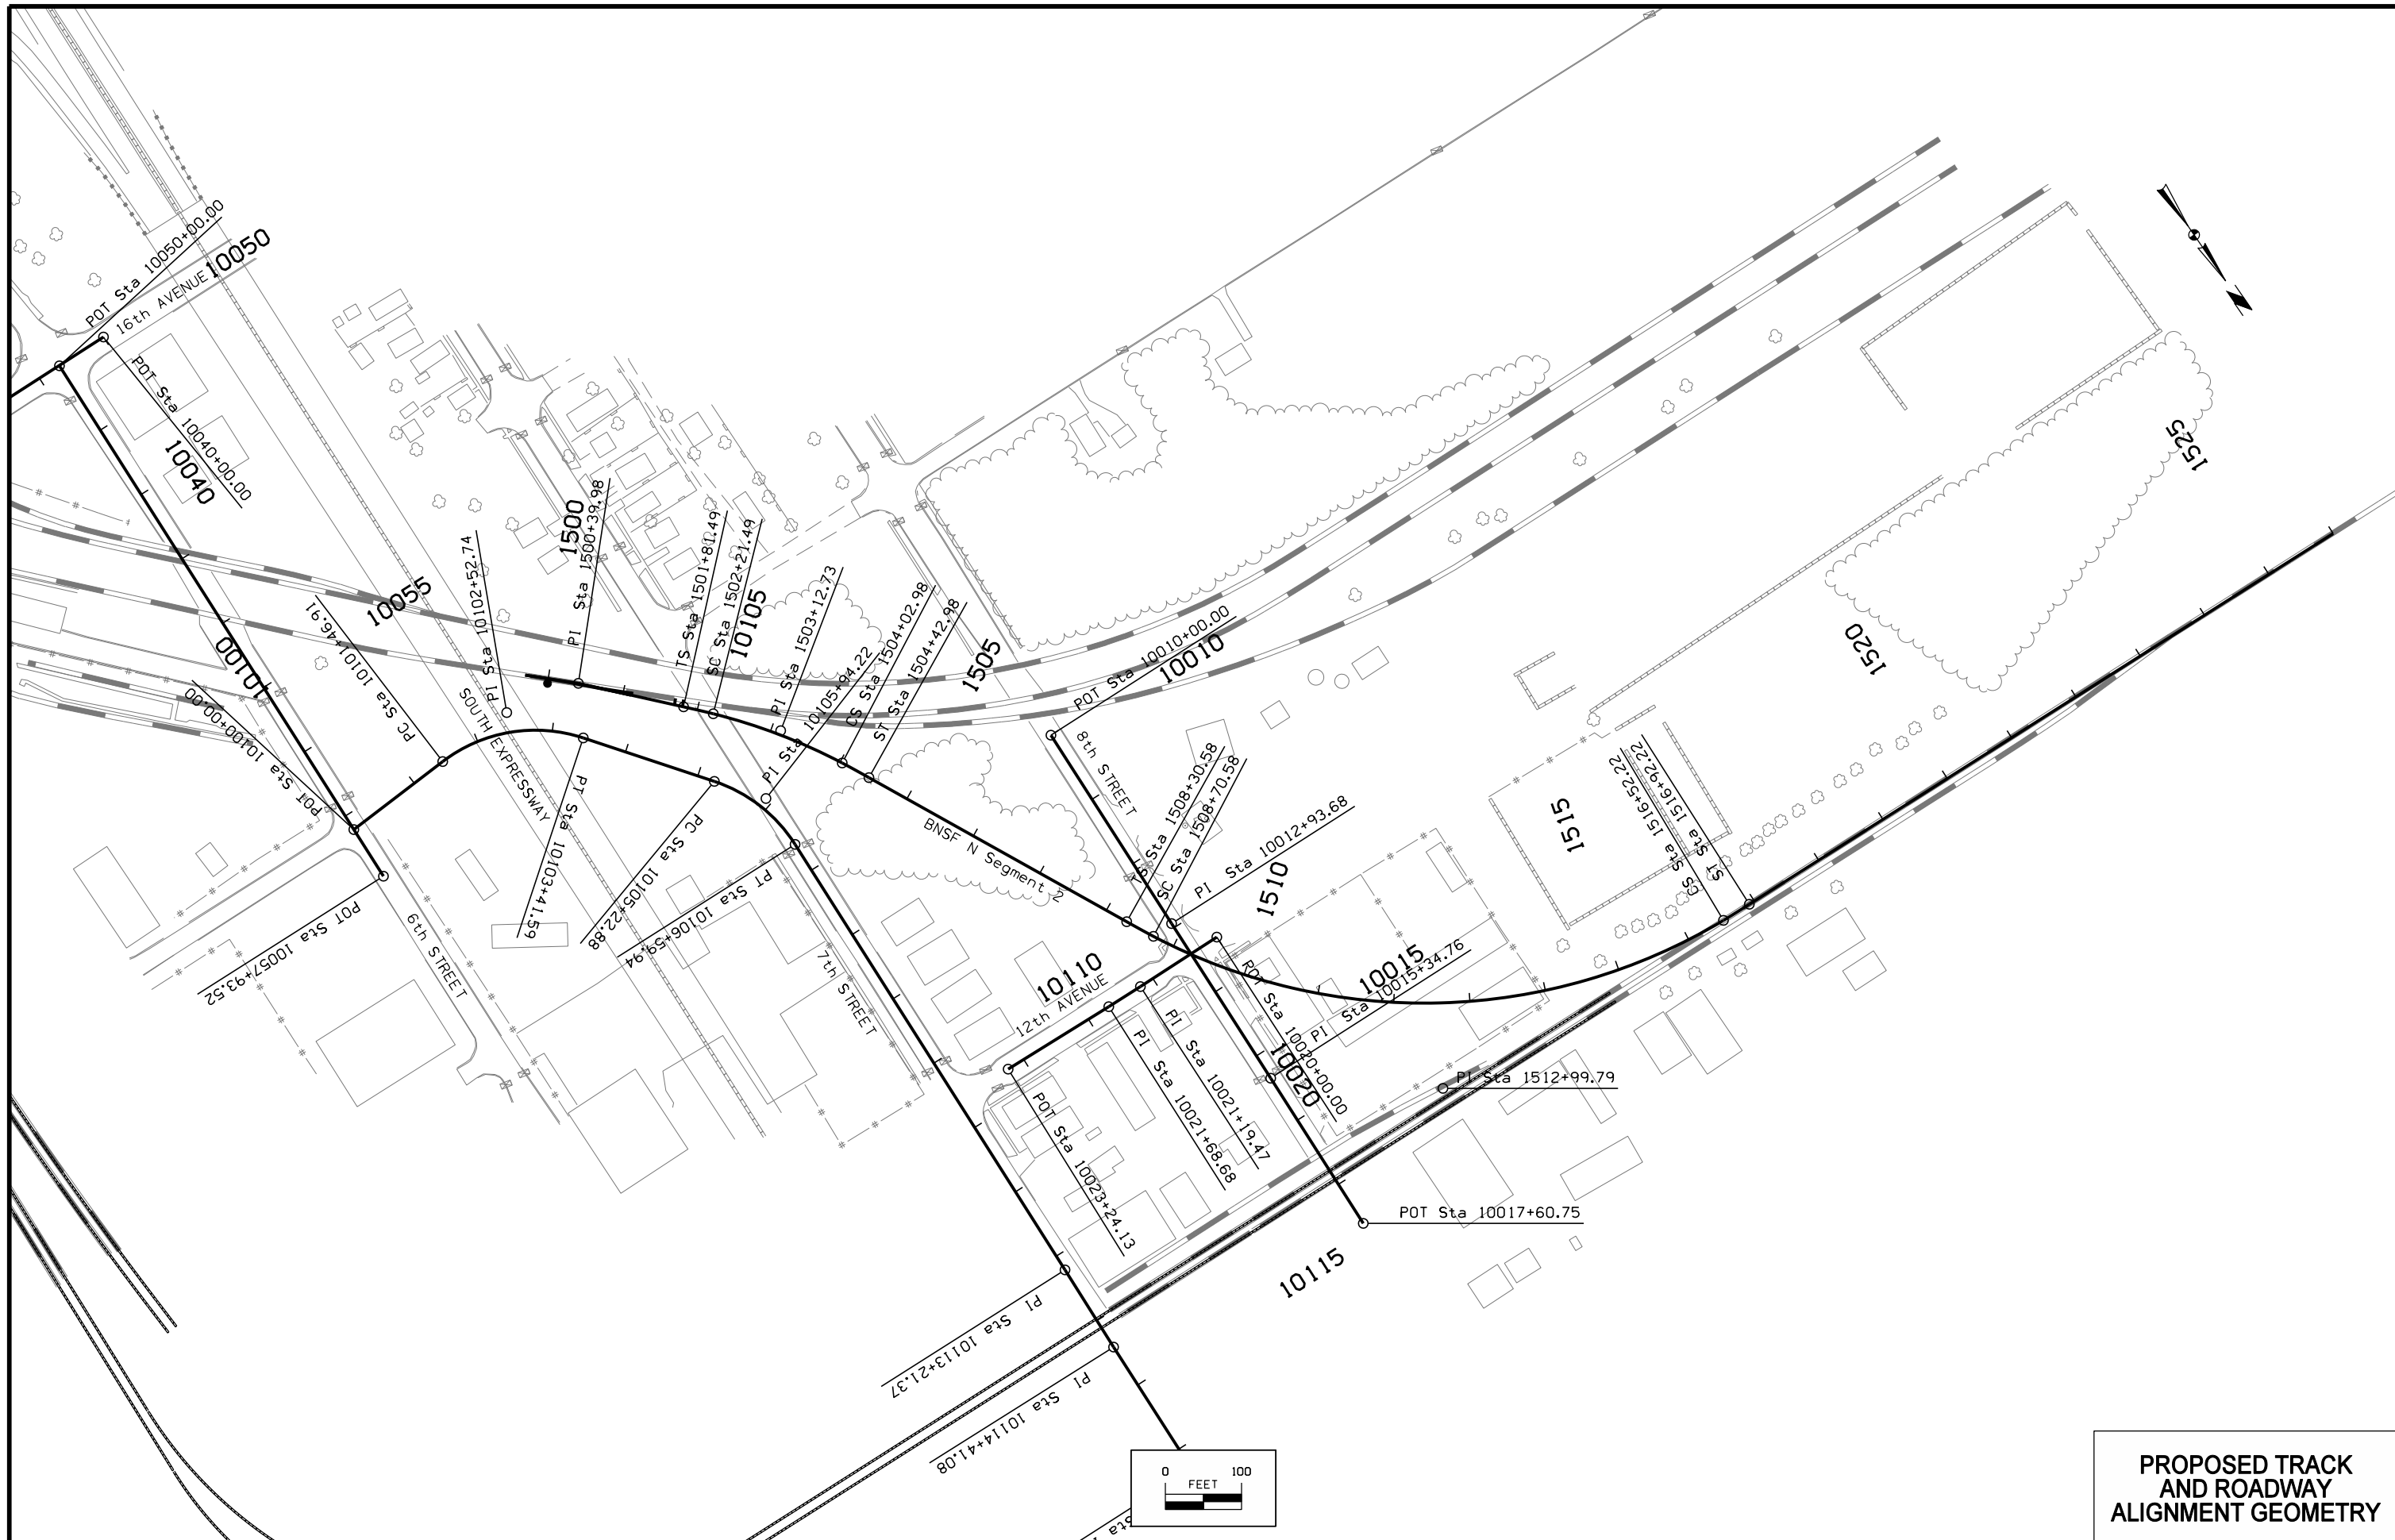 POT Sta 10050+00.00
10050
16th AVENUE
POT Sta 10040+00.00
10040
10055
10100
1500
PI Sta 1500+39.98
PI Sta 10102+52.74
PC Sta 10101+46.91
POT Sta 10100+00.00
SOUTH EXPRESSWAY
TS Sta 1501+81.49
SC Sta 1502+21.49
10105
PI Sta 1503+12.73
PI Sta 10105+94.22
CS Sta 1504+02.98
ST Sta 1504+42.98
1505
POT Sta 10010+00.00
10010
8th STREET
1525
1520
1515
CS Sta 1516+52.22
ST Sta 1516+92.22
TS Sta 1508+30.58
SC Sta 1508+70.58
PI Sta 10012+93.68
1510
BNSF N Segment 2
PT Sta 10103+41.59
PC Sta 10105+22.88
PT Sta 10106+59.94
POT Sta 10057+93.52
6th STREET
7th STREET
10110
12th AVENUE
10015
PI Sta 10015+34.76
POT Sta 10020+00.00
10020
PI Sta 10021+19.47
PI Sta 10021+68.68
POT Sta 10023+24.13
PI Sta 1512+99.79
POT Sta 10017+60.75
10115
PI Sta 10113+21.37
PI Sta 10114+41.08
0 100
FEET
N
PROPOSED TRACK
AND ROADWAY
ALIGNMENT GEOMETRY